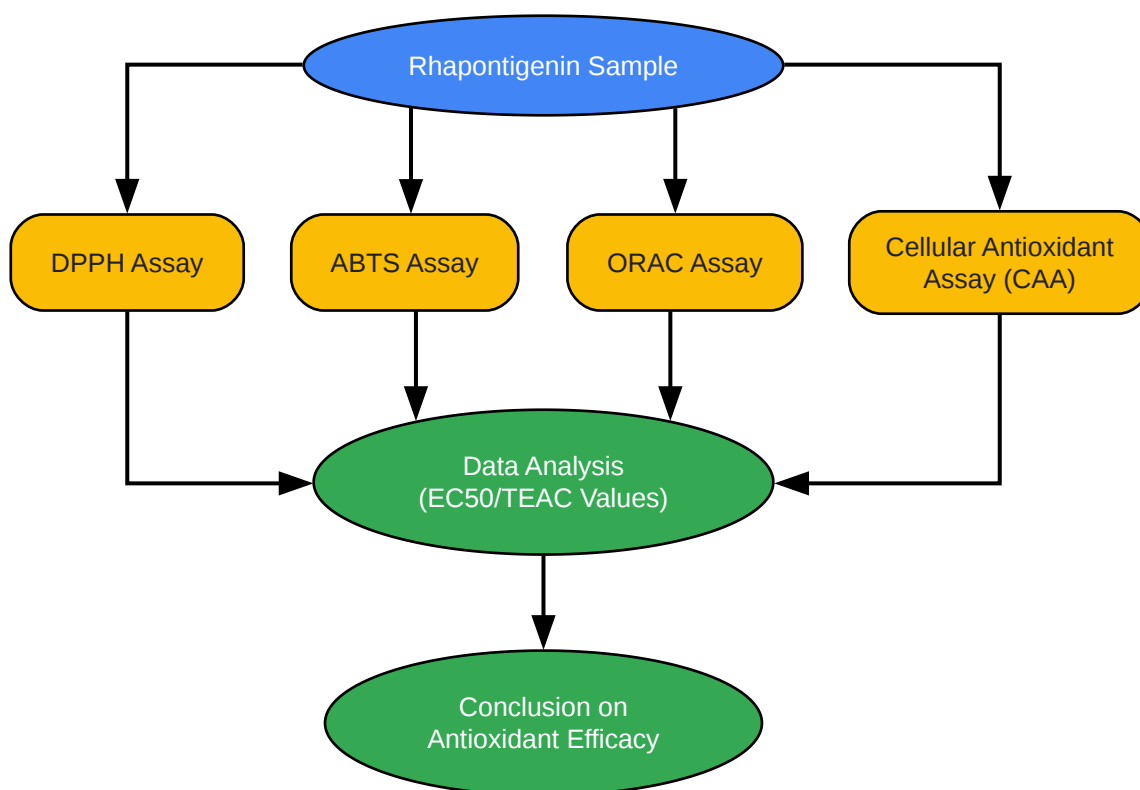 Rhapontigenin Sample
DPPH Assay
ABTS Assay
ORAC Assay
Cellular Antioxidant
Assay (CAA)
Data Analysis
(EC50/TEAC Values)
Conclusion on
Antioxidant Efficacy